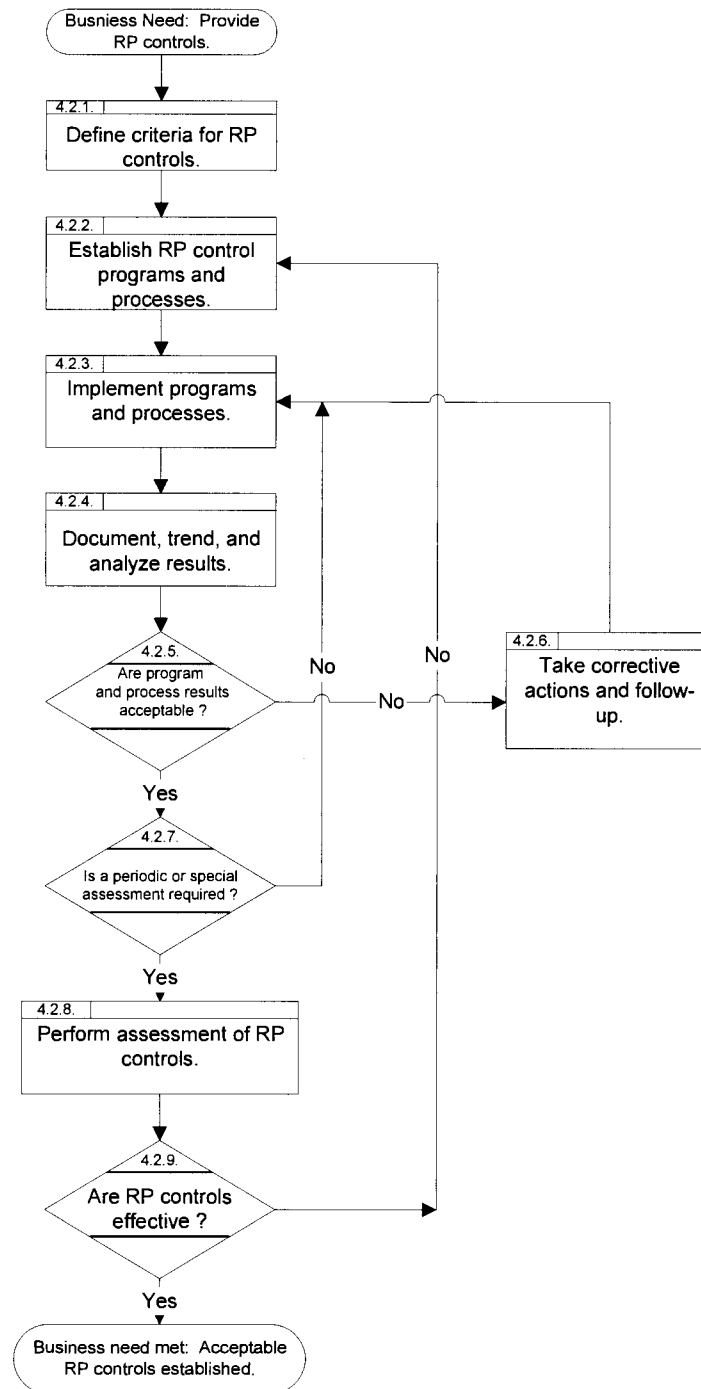 Busniess Need: Provide
RP controls.
4.2.1.
Define criteria for RP
controls.
4.2.2.
Establish RP control
programs and
processes.
4.2.3.
Implement programs
and processes.
4.2.4.
Document, trend, and
analyze results.
4.2.5.
Are program
and process results
acceptable ?
No
No
No
4.2.6.
Take corrective
actions and follow-
up.
Yes
4.2.7.
Is a periodic or special
assessment required ?
Yes
4.2.8.
Perform assessment of RP
controls.
4.2.9.
Are RP controls
effective ?
Yes
Business need met: Acceptable
RP controls established.